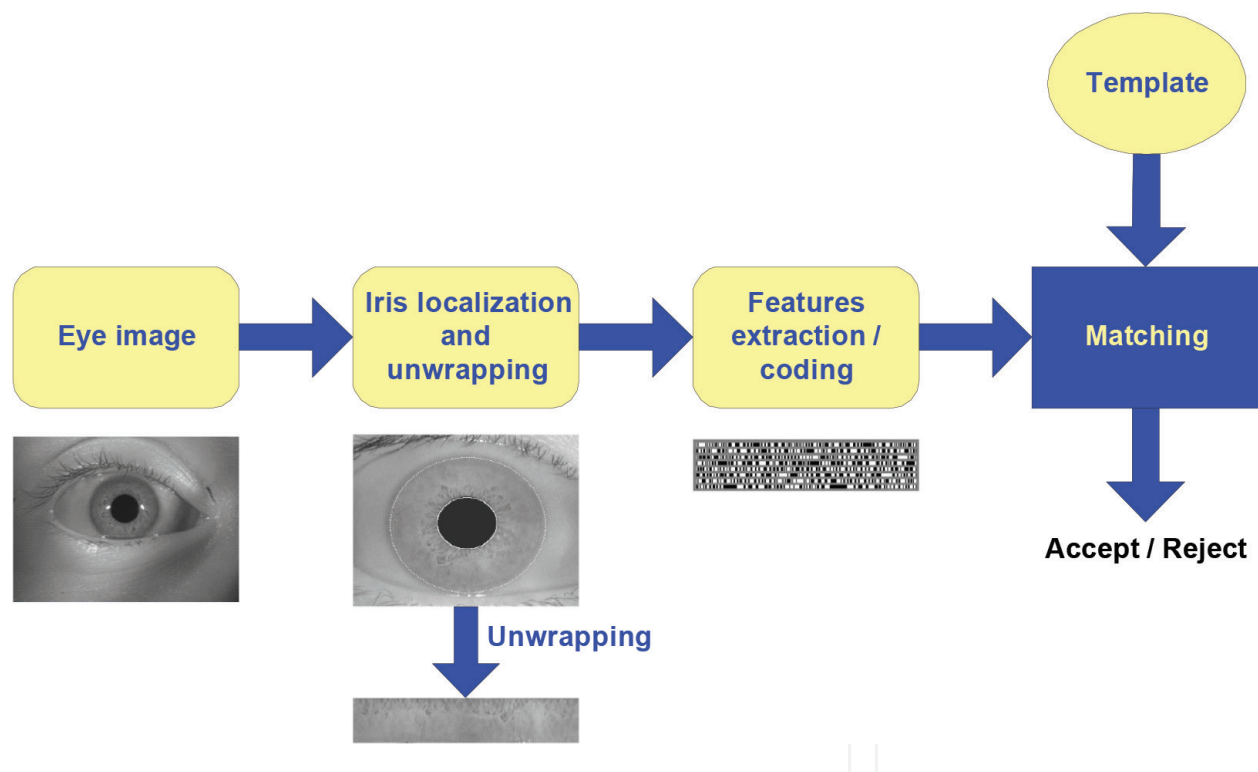 Template
Eye image
Iris localization
and
unwrapping
Features
extraction /
coding
Matching
Accept / Reject
Unwrapping